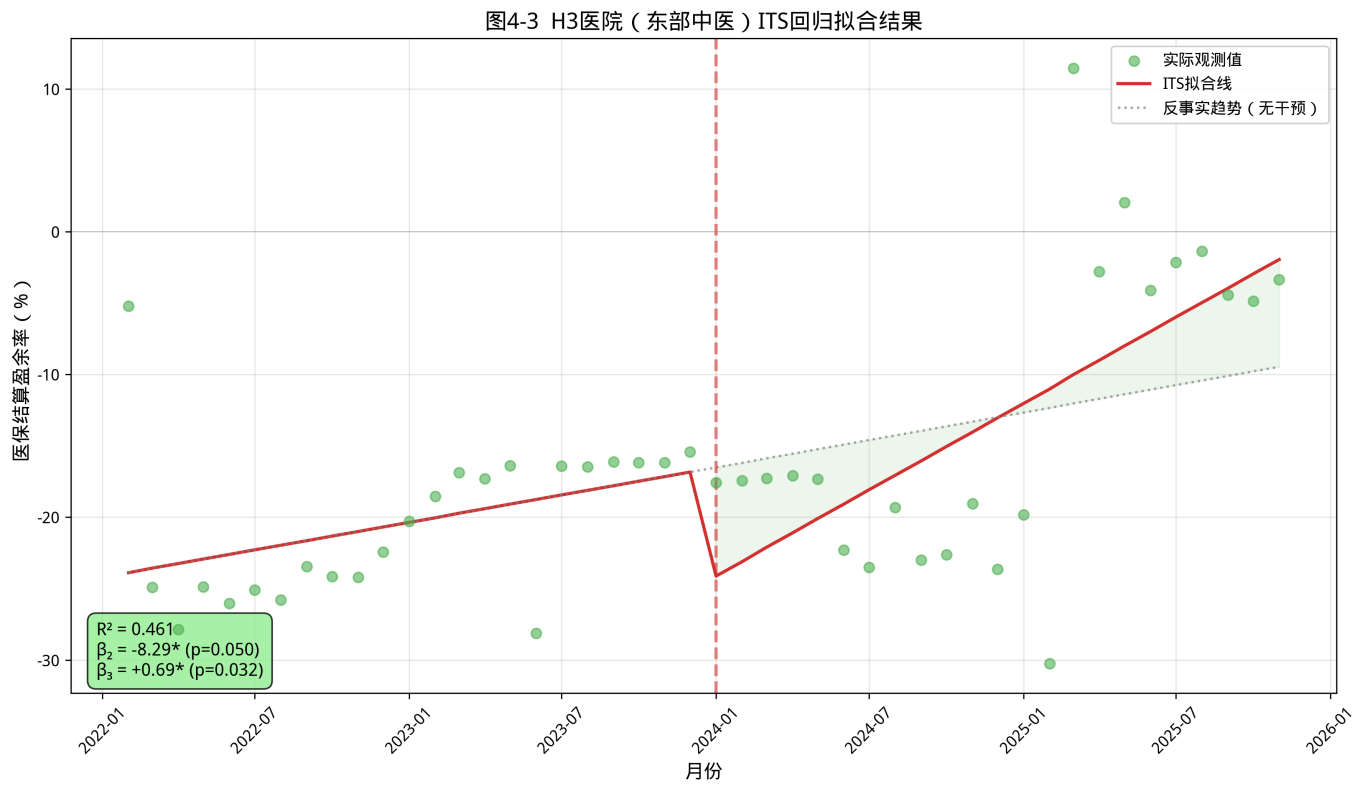 图4-3 H3医院（东部中医）ITS回归拟合结果
实际观测值
ITS拟合线
反事实趋势（无干预）
医保结算盈余率（%）
10
0
-10
-20
-30
R² = 0.461
β₂ = -8.29* (p=0.050)
β₃ = +0.69* (p=0.032)
2022-01
2022-07
2023-01
2023-07
2024-01
2024-07
2025-01
2025-07
2026-01
月份